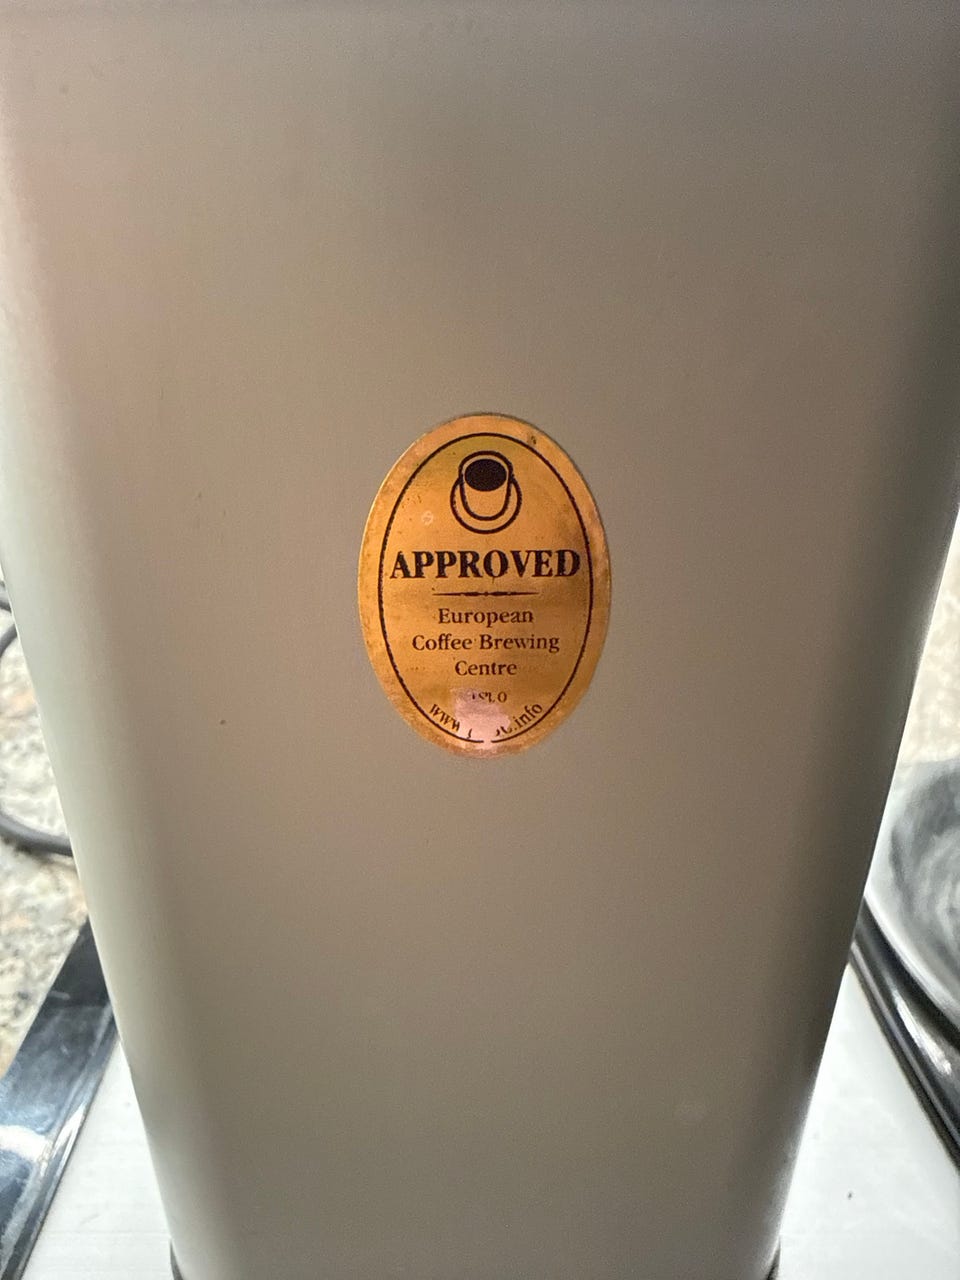 APPROVED
European
Coffee Brewing
Centre